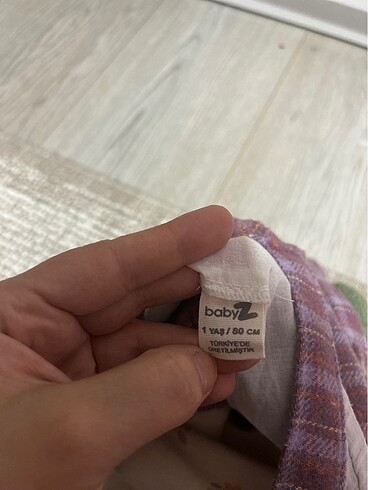 babyZ
1 YAŞ / 80 CM
TÜRKİYE'DE
ÜRETİLMİŞTİR